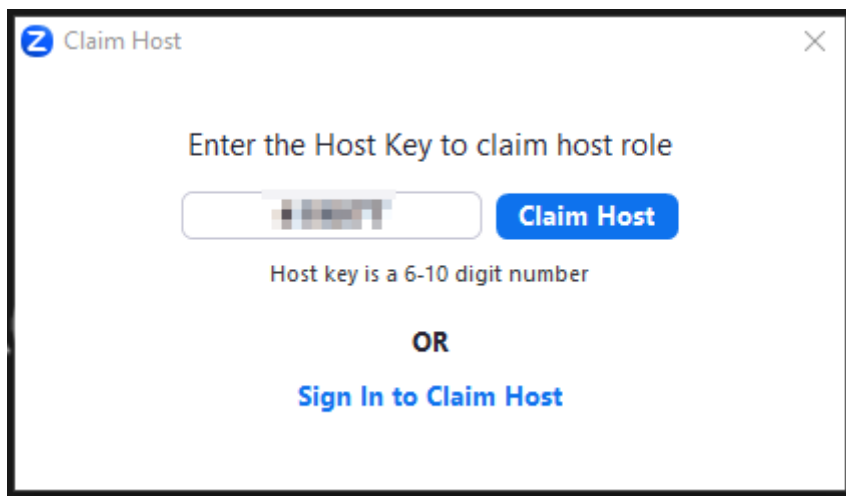 Claim Host
Enter the Host Key to claim host role
Claim Host
Host key is a 6-10 digit number
OR
Sign In to Claim Host